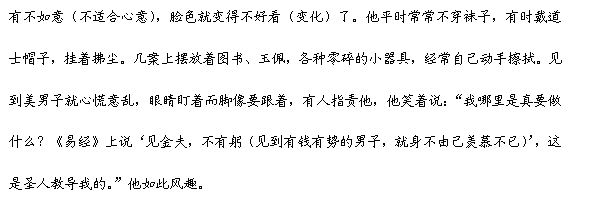 有不如意（不适合心意），脸色就变得不好看（变化）了。他平时常常不穿袜子，有时戴道
士帽子，挂着拂尘。几案上摆放着图书、玉佩，各种零碎的小器具，经常自己动手擦拭。见
到美男子就心慌意乱，眼睛盯着而脚像要跟着，有人指责他，他笑着说：“我哪里是真要做
什么？《易经》上说‘见金夫，不有躬（见到有钱有势的男子，就身不由己羡慕不已）’，这
是圣人教导我的。”他如此风趣。